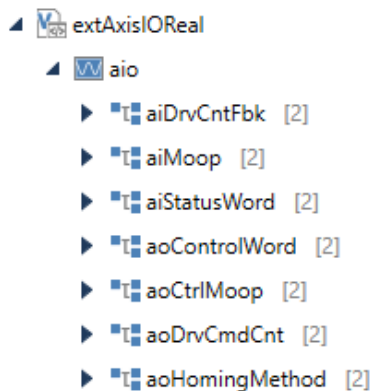 extAxisIOReal
aio
aiDrvCntFbk [2]
aiMoop [2]
aiStatusWord [2]
aoControlWord [2]
aoCtrlMoop [2]
aoDrvCmdCnt [2]
aoHomingMethod [2]